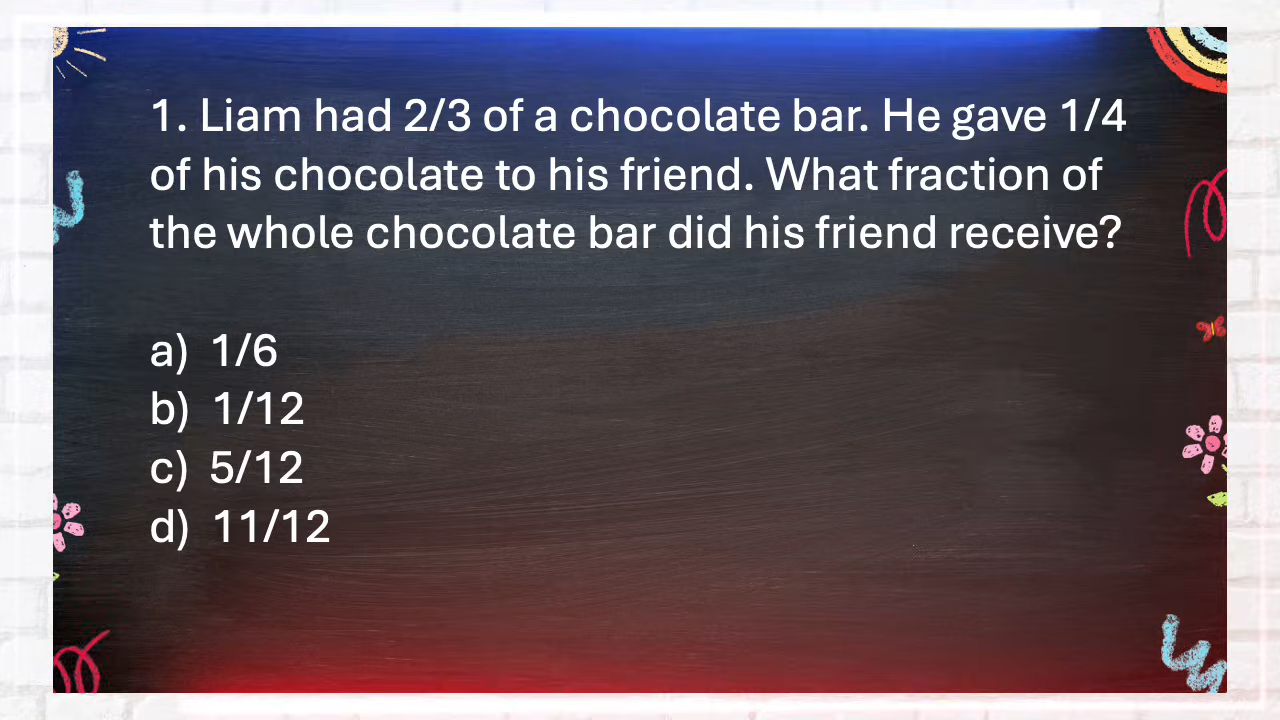 1. Liam had 2/3 of a chocolate bar. He gave 1/4
of his chocolate to his friend. What fraction of
the whole chocolate bar did his friend receive?
a) 1/6
b) 1/12
c) 5/12
d) 11/12